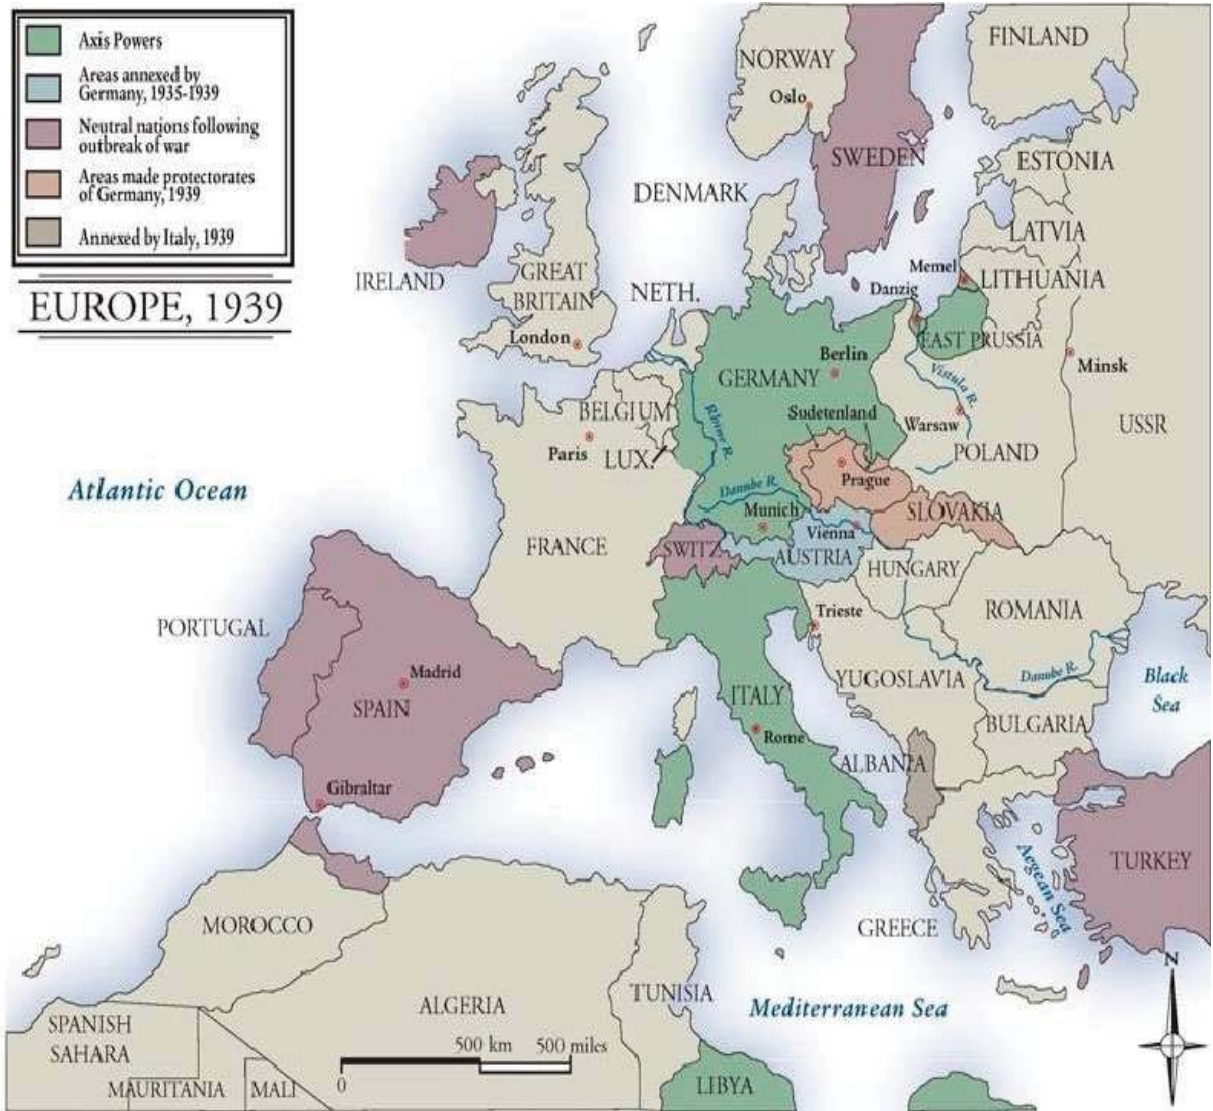 Axis Powers
Areas annexed by
Germany, 1935-1939
Neutral nations following
outbreak of war
Areas made protectorates
of Germany, 1939
Annexed by Italy, 1939
EUROPE, 1939
NORWAY
Oslo
FINLAND
SWEDEN
ESTONIA
DENMARK
LATVIA
Memel
LITHUANIA
IRELAND
GREAT
BRITAIN
London
NETH.
Danzig
EAST PRUSSIA
Berlin
GERMANY
Minsk
Vistula R.
Rhine R.
Sudetenland
Warsaw
BELGIUM
Paris
LUX.
POLAND
USSR
Prague
Atlantic Ocean
Danube R.
Munich
Vienna
SLOVAKIA
FRANCE
SWITZ
AUSTRIA
HUNGARY
Trieste
ROMANIA
PORTUGAL
Madrid
SPAIN
ITALY
Rome
YUGOSLAVIA
Danube R.
Black
Sea
BULGARIA
ALBANIA
Gibraltar
Aegean Sea
TURKEY
MOROCCO
GREECE
N
ALGERIA
TUNISIA
Mediterranean Sea
SPANISH
SAHARA
500 km
500 miles
0
MAURITANIA
MALI
LIBYA